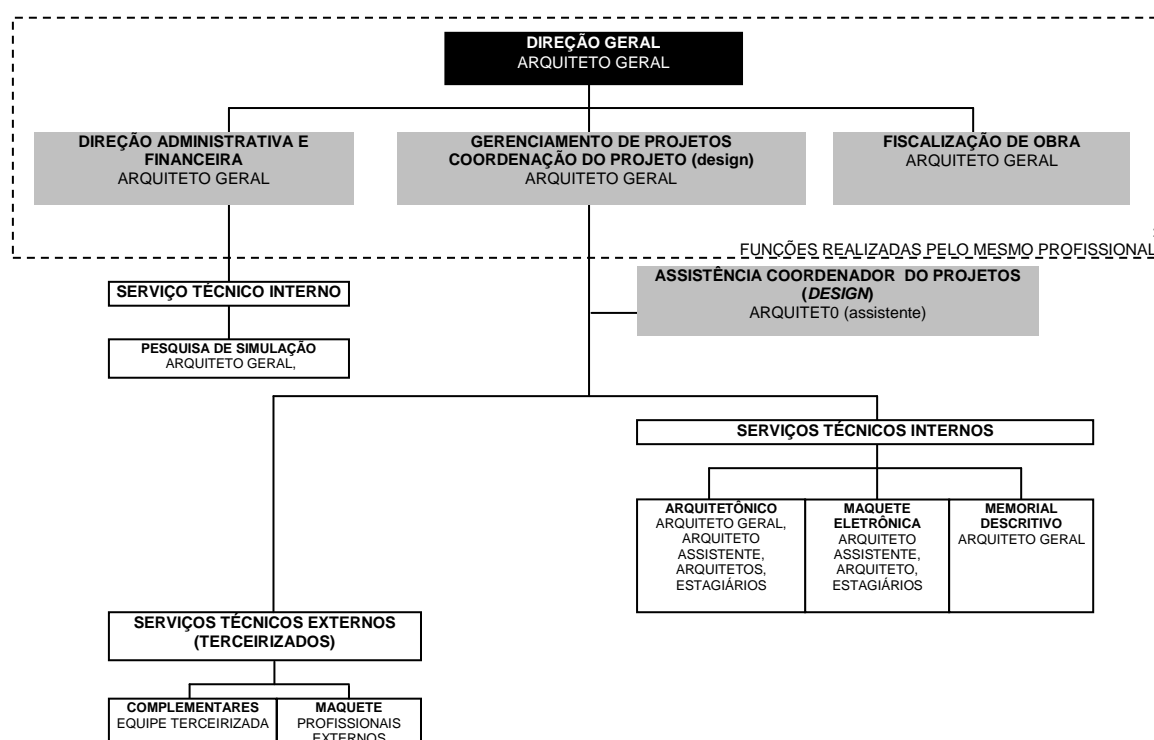 DIREÇÃO GERAL
ARQUITETO GERAL
DIREÇÃO ADMINISTRATIVA E
FINANCEIRA
ARQUITETO GERAL
GERENCIAMENTO DE PROJETOS
COORDENAÇÃO DO PROJETO (design)
ARQUITETO GERAL
FISCALIZAÇÃO DE OBRA
ARQUITETO GERAL
FUNÇÕES REALIZADAS PELO MESMO PROFISSIONAL
ASSISTÊNCIA COORDENADOR DO PROJETOS
(DESIGN)
ARQUITET0 (assistente)
SERVIÇO TÉCNICO INTERNO
PESQUISA DE SIMULAÇÃO
ARQUITETO GERAL,
SERVIÇOS TÉCNICOS INTERNOS
ARQUITETÔNICO
ARQUITETO GERAL,
ARQUITETO
ASSISTENTE,
ARQUITETOS,
ESTAGIÁRIOS
MAQUETE
ELETRÔNICA
ARQUITETO
ASSISTENTE,
ARQUITETO,
ESTAGIÁRIOS
MEMORIAL
DESCRITIVO
ARQUITETO GERAL
SERVIÇOS TÉCNICOS EXTERNOS
(TERCEIRIZADOS)
COMPLEMENTARES
EQUIPE TERCEIRIZADA
MAQUETE
PROFISSIONAIS
EXTERNOS